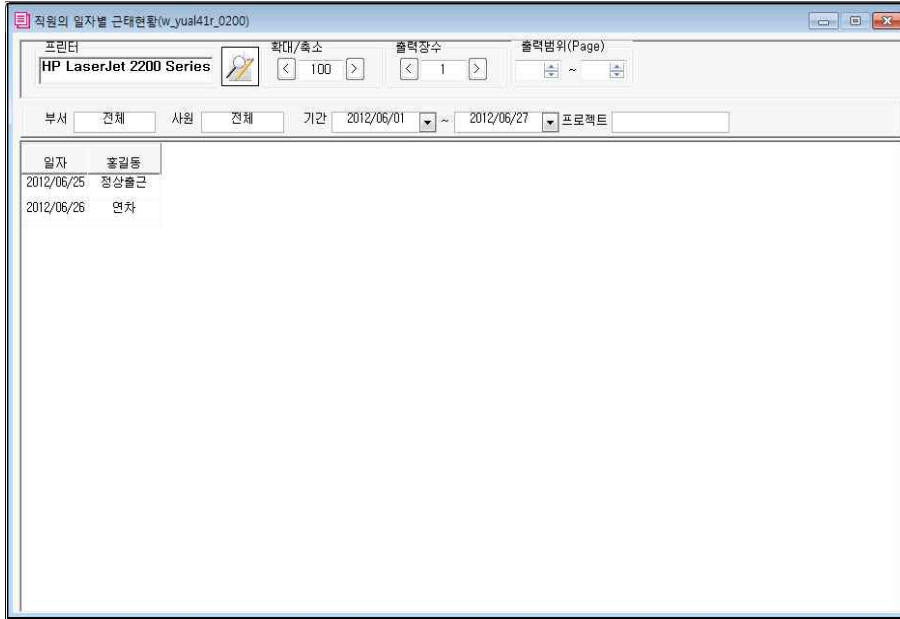 직원의 일자별 근태현황(w_yual41r_0200)
프린터 확대/축소 출력장수 출력범위(Page)
HP LaserJet 2200 Series < 100 > < 1 > ~
부서 전체 사원 전체 기간 2012/06/01 ~ 2012/06/27 프로젝트
일자 홍길동
2012/06/25 정상출근
2012/06/26 연차